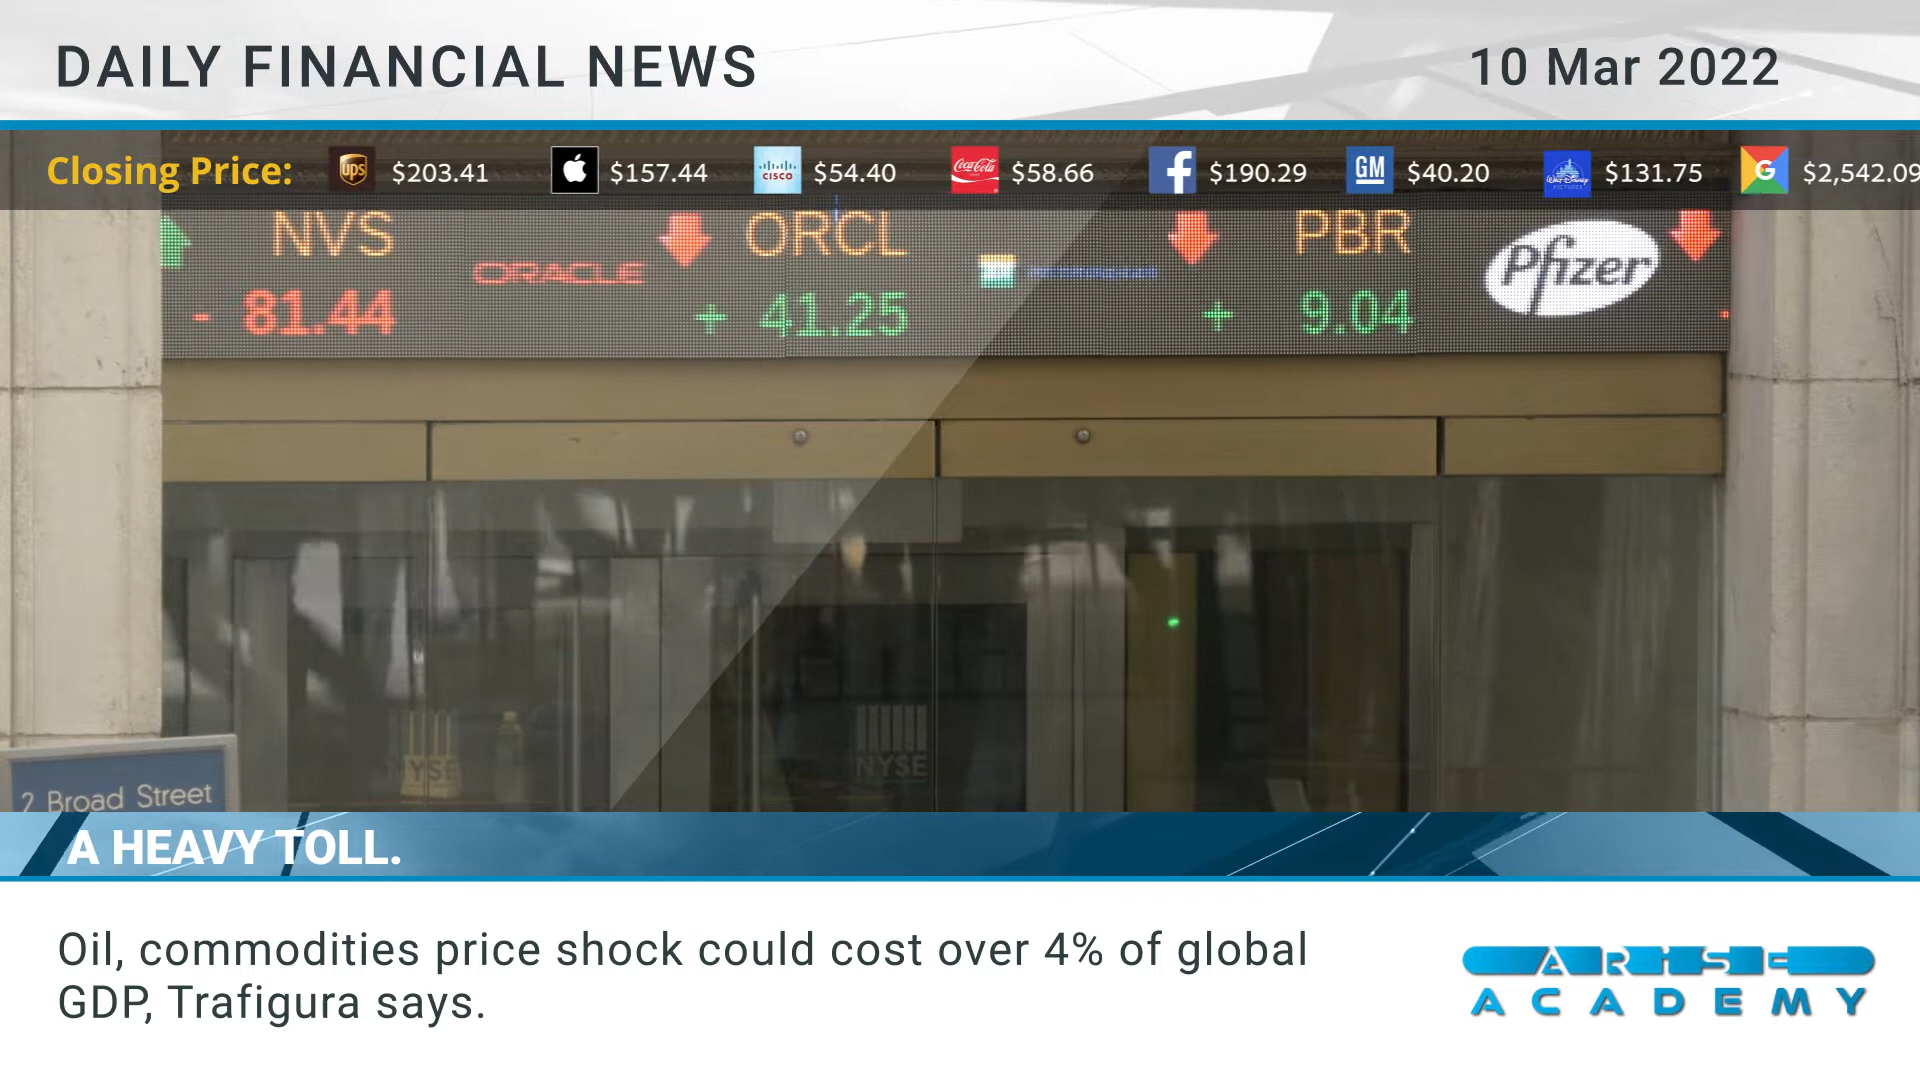 DAILY FINANCIAL NEWS
10 Mar 2022
Closing Price: ups $203.41 $157.44 CISCO $54.40 Coca-Cola $58.66 $190.29 GM $40.20 WALT DISNEY PICTURES $131.75 G $2,542.09
NVS ORCL PBR
ORACLE Pfizer
- 81.44 + 41.25 + 9.04 -
NYSE NYSE
2 Broad Street
A HEAVY TOLL.
Oil, commodities price shock could cost over 4% of global
GDP, Trafigura says.
ARISE
ACADEMY